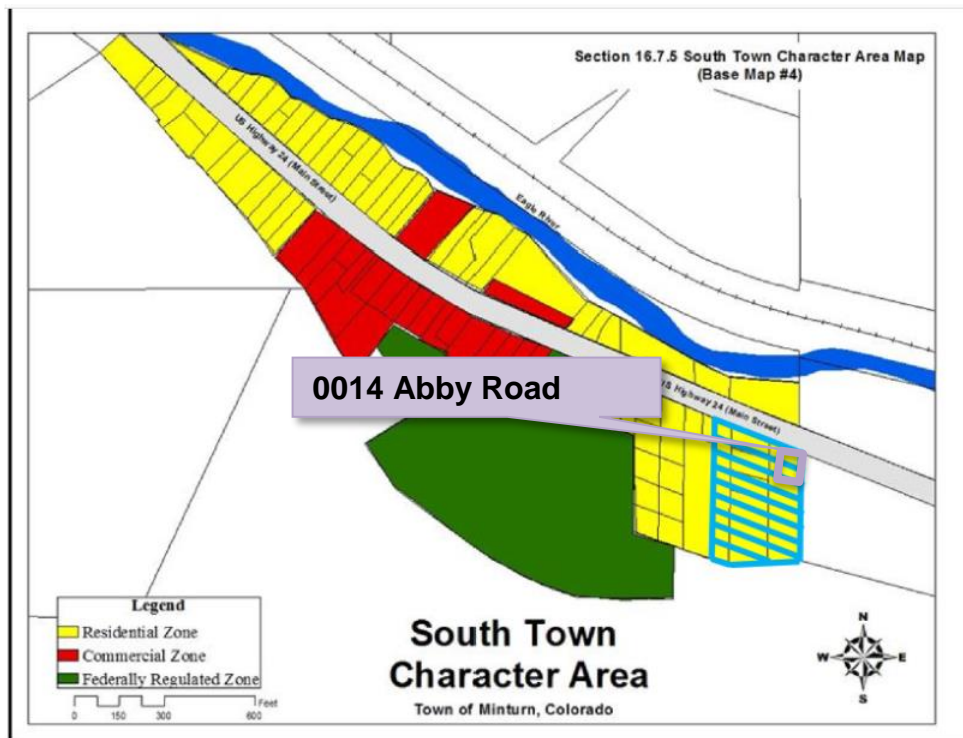 Section 16.7.5 South Town Character Area Map
(Base Map #4)
US Highway 24 (Main Street)
Eagle River
0014 Abby Road
US Highway 24 (Main Street)
Legend
Residential Zone
Commercial Zone
Federally Regulated Zone
Feet
0 150 300 600
South Town
Character Area
Town of Minturn, Colorado
N
W E
S